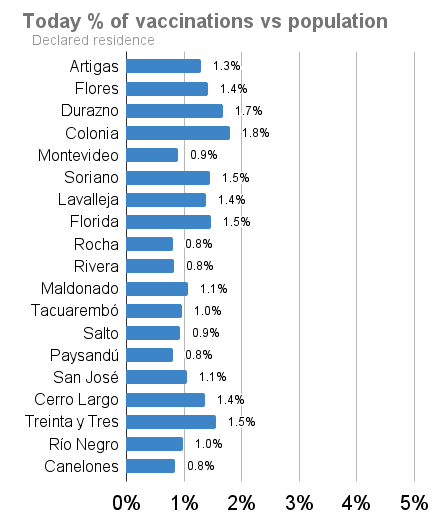 Today % of vaccinations vs population
Declared residence
Artigas 1.3%
Flores 1.4%
Durazno 1.7%
Colonia 1.8%
Montevideo 0.9%
Soriano 1.5%
Lavalleja 1.4%
Florida 1.5%
Rocha 0.8%
Rivera 0.8%
Maldonado 1.1%
Tacuarembó 1.0%
Salto 0.9%
Paysandú 0.8%
San José 1.1%
Cerro Largo 1.4%
Treinta y Tres 1.5%
Río Negro 1.0%
Canelones 0.8%
0% 1% 2% 3% 4% 5%